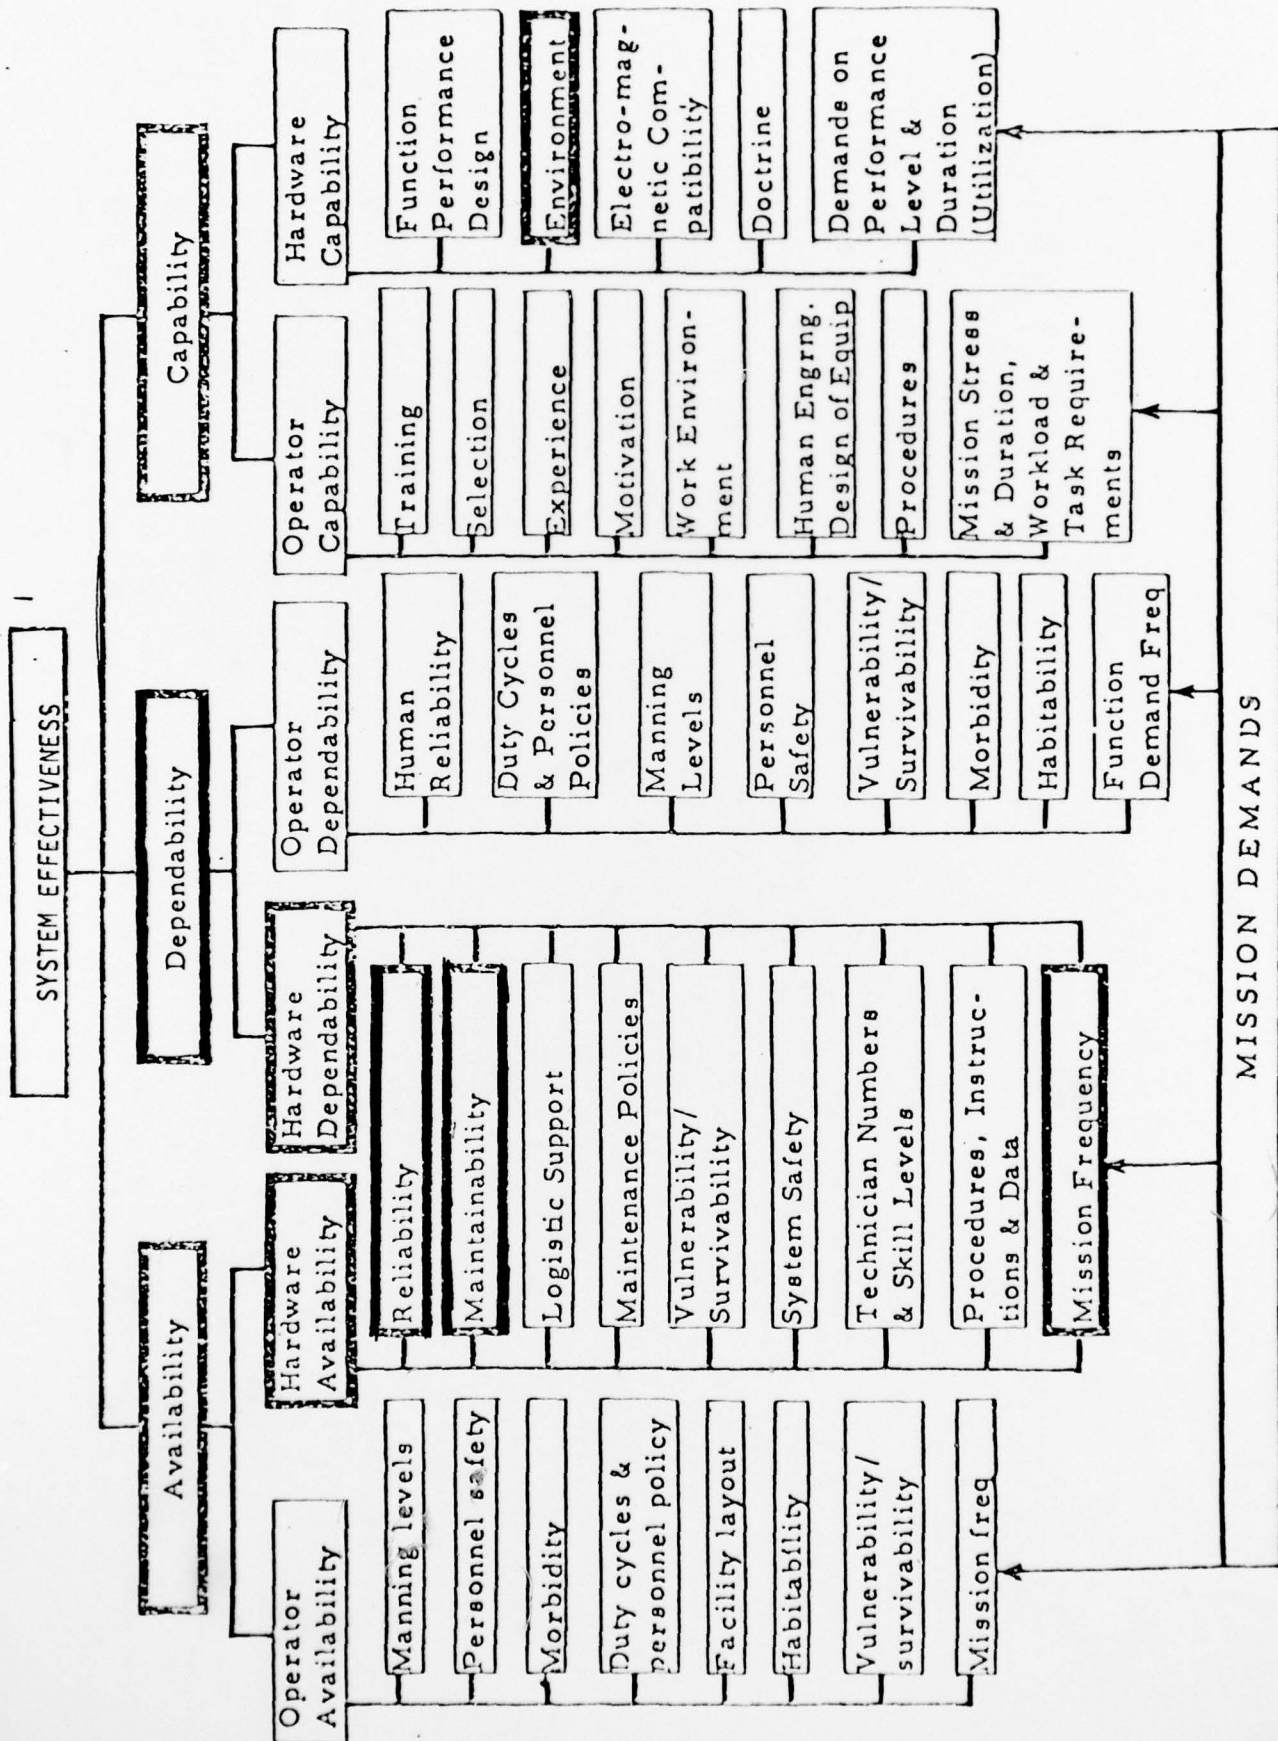 SYSTEM EFFECTIVENESS
Availability
Dependability
Capability
Operator
Availability
Hardware
Availability
Hardware
Dependability
Operator
Dependability
Operator
Capability
Hardware
Capability
Manning levels
Personnel safety
Morbidity
Duty cycles &
personnel policy
Facility layout
Habitability
Vulnerability/
survivability
Mission freq
Reliability
Maintainability
Logistic Support
Maintenance Policies
Vulnerability/
Survivability
System Safety
Technician Numbers
& Skill Levels
Procedures, Instruc-
tions & Data
Mission Frequency
Human
Reliability
Duty Cycles
& Personnel
Policies
Manning
Levels
Personnel
Safety
Vulnerability/
Survivability
Morbidity
Habitability
Function
Demand Freq
Training
Selection
Experience
Motivation
Work Environ-
ment
Human Engrng.
Design of Equip
Procedures
Mission Stress
& Duration,
Workload &
Task Require-
ments
Function
Performance
Design
Environment
Electro-mag-
netic Com-
patibility
Doctrine
Demands on
Performance
Level &
Duration
(Utilization)
MISSION DEMANDS